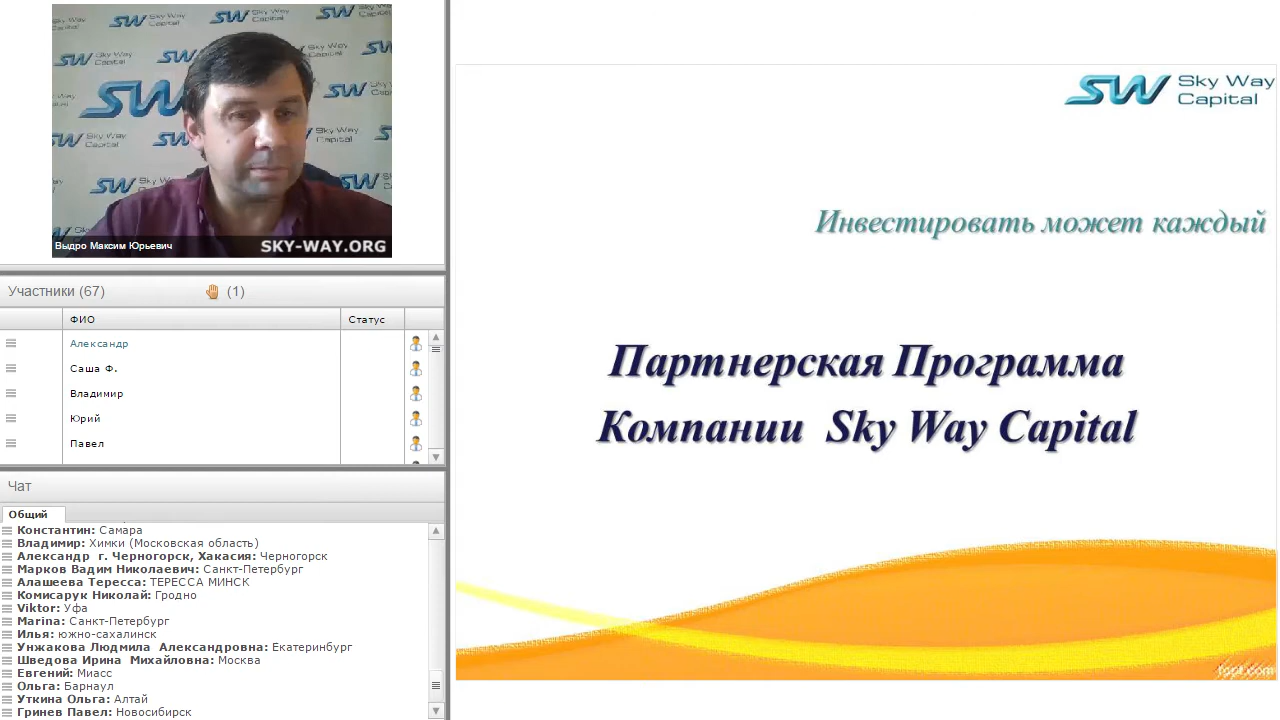 SW Sky Way Capital
Выдро Максим Юрьевич
SKY-WAY.ORG
Участники (67)
(1)
ФИО
Статус
Александр
Саша Ф.
Владимир
Юрий
Павел
Чат
Общий
Константин: Самара
Владимир: Химки (Московская область)
Александр г. Черногорск, Хакасия: Черногорск
Марков Вадим Николаевич: Санкт-Петербург
Алашеева Тересса: ТЕРЕССА МИНСК
Комисарук Николай: Гродно
Viktor: Уфа
Marina: Санкт-Петербург
Илья: южно-сахалинск
Унжакова Людмила Александровна: Екатеринбург
Шведова Ирина Михайловна: Москва
Евгений: Миасс
Ольга: Барнаул
Уткина Ольга: Алтай
Гринев Павел: Новосибирск
SW Sky Way
Capital
Инвестировать может каждый
Партнерская Программа
Компании Sky Way Capital